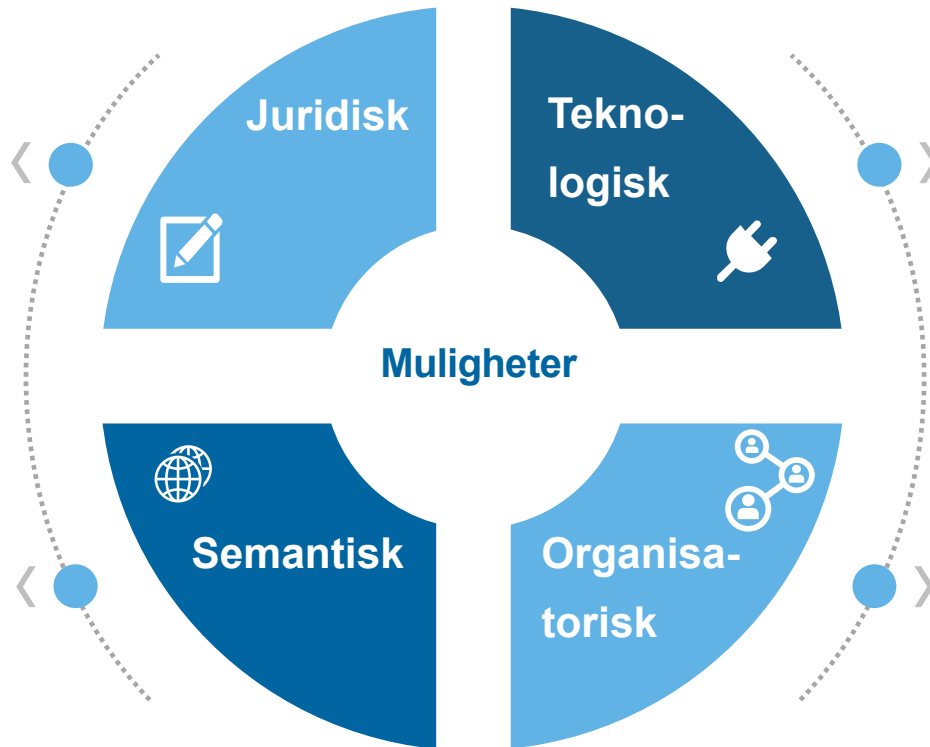 Juridisk
Tekno-
logisk
Muligheter
Semantisk
Organisa-
torisk